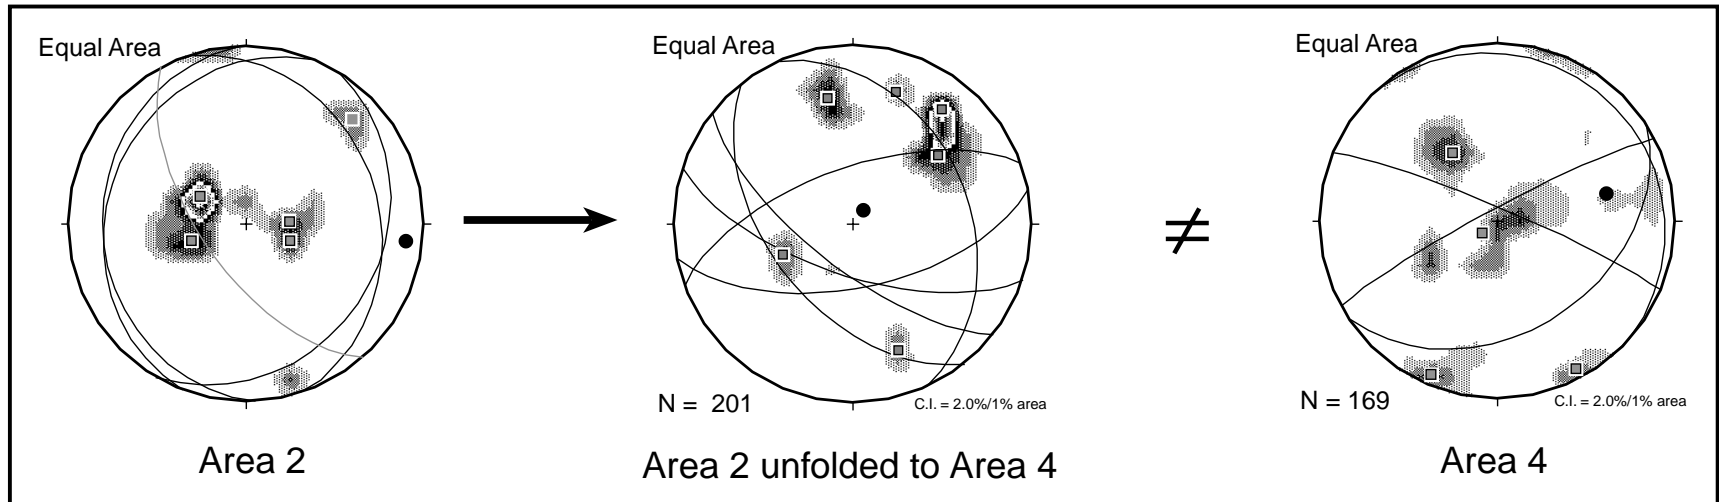 Equal Area
Equal Area
Equal Area
≠
N = 201
C.I. = 2.0%/1% area
N = 169
C.I. = 2.0%/1% area
Area 2
Area 2 unfolded to Area 4
Area 4